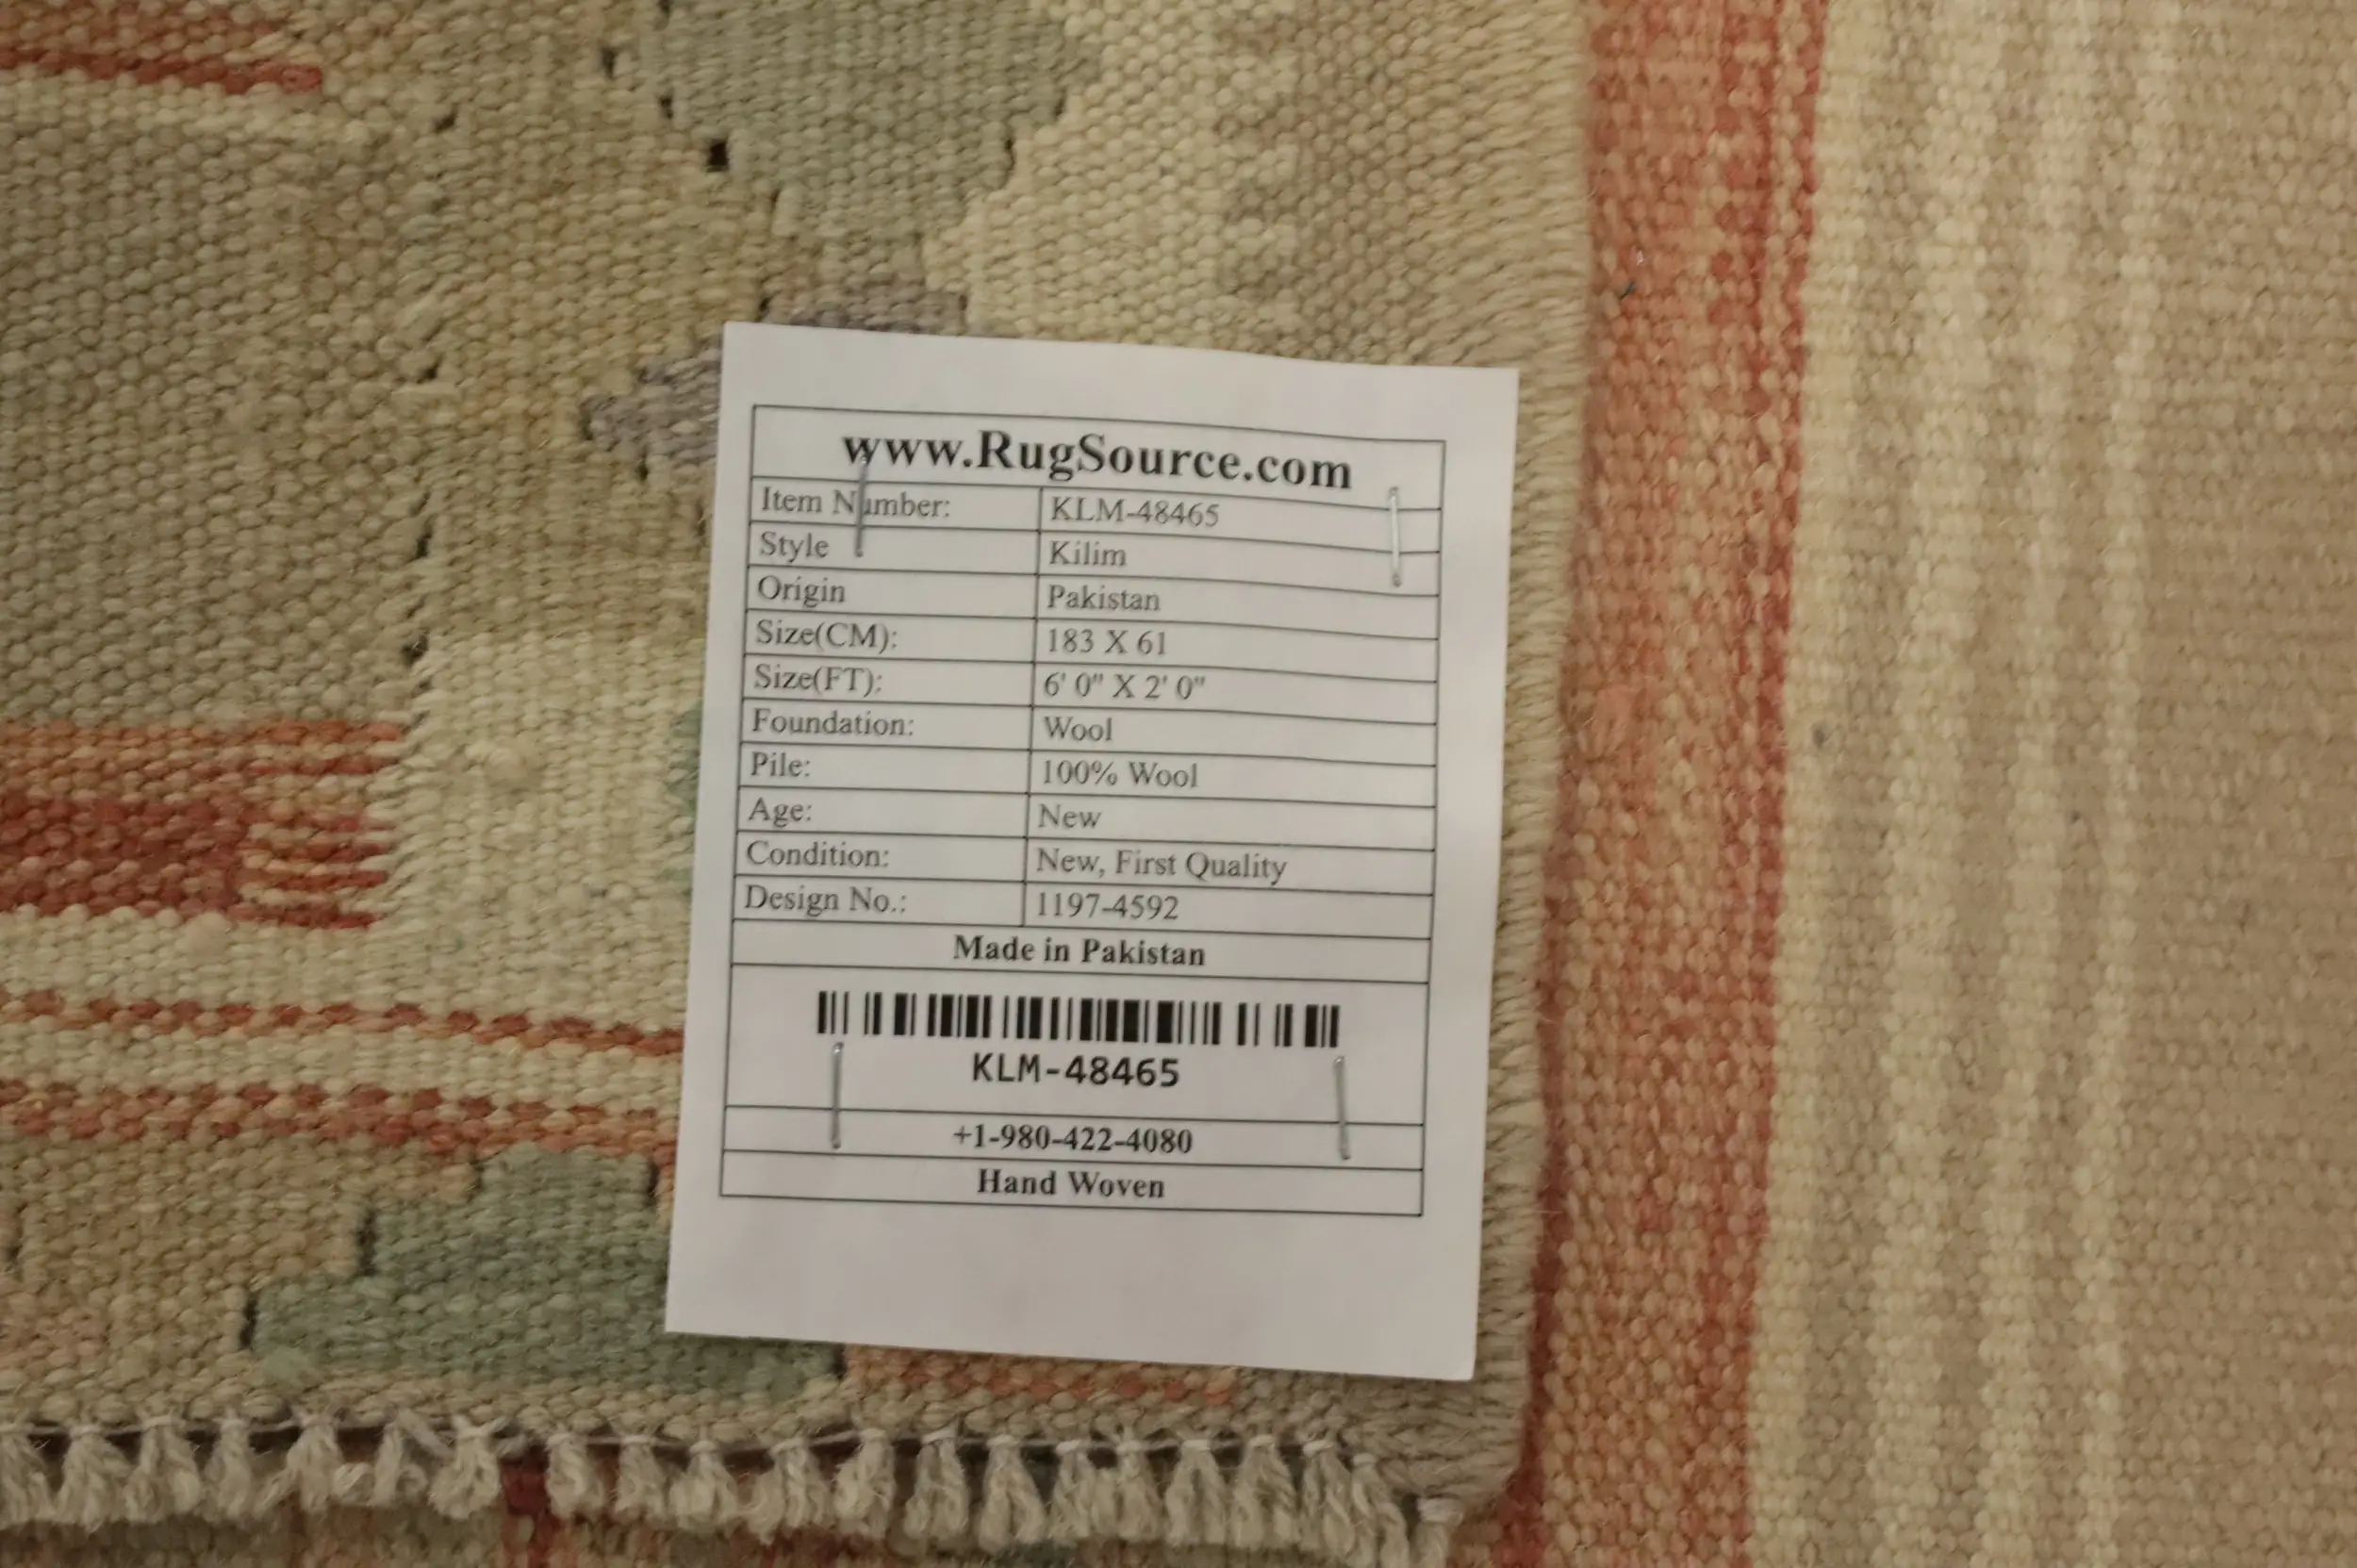 www.RugSource.com
Item Number: KLM-48465
Style Kilim
Origin Pakistan
Size(CM): 183 X 61
Size(FT): 6' 0" X 2' 0"
Foundation: Wool
Pile: 100% Wool
Age: New
Condition: New, First Quality
Design No.: 1197-4592
Made in Pakistan
KLM-48465
+1-980-422-4080
Hand Woven